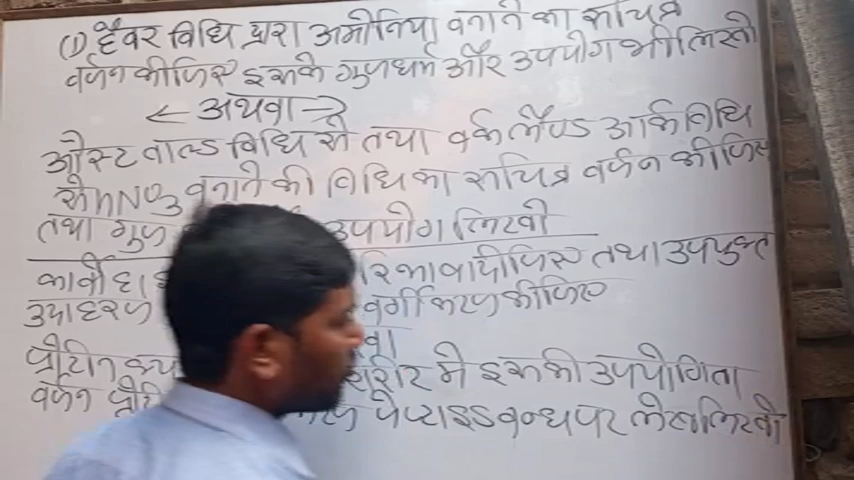 (1) हैबर विधि द्वारा अमोनिया बनाने का सचित्र
वर्णन कीजिए इसके गुणधर्म और उपयोग भी लिखो
← अथवा →
ओस्टवाल्ड विधि से तथा वर्कलैण्ड आर्क विधि
से HNO3 बनाने की विधि का सचित्र वर्णन कीजिए
तथा गुण उपयोग लिखो
कार्बोहाइ रिभाषा दीजिए तथा उपयुक्त
उदाहरण वर्गीकरण कीजिए
वा
प्रोटीन क्या शरीर मे इसकी उपयोगिता
वर्णन प्रोटी पेप्टाइड बन्ध पर लेख लिखो